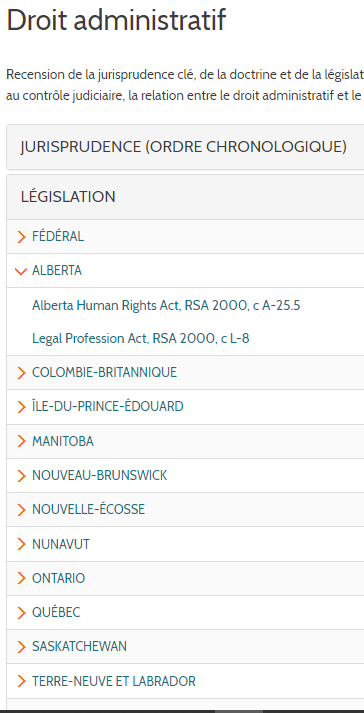 Droit administratif
Recension de la jurisprudence clé, de la doctrine et de la législat
au contrôle judiciaire, la relation entre le droit administratif et le
JURISPRUDENCE (ORDRE CHRONOLOGIQUE)
LÉGISLATION
FÉDÉRAL
ALBERTA
Alberta Human Rights Act, RSA 2000, c A-25.5
Legal Profession Act, RSA 2000, c L-8
COLOMBIE-BRITANNIQUE
ÎLE-DU-PRINCE-ÉDOUARD
MANITOBA
NOUVEAU-BRUNSWICK
NOUVELLE-ÉCOSSE
NUNAVUT
ONTARIO
QUÉBEC
SASKATCHEWAN
TERRE-NEUVE ET LABRADOR